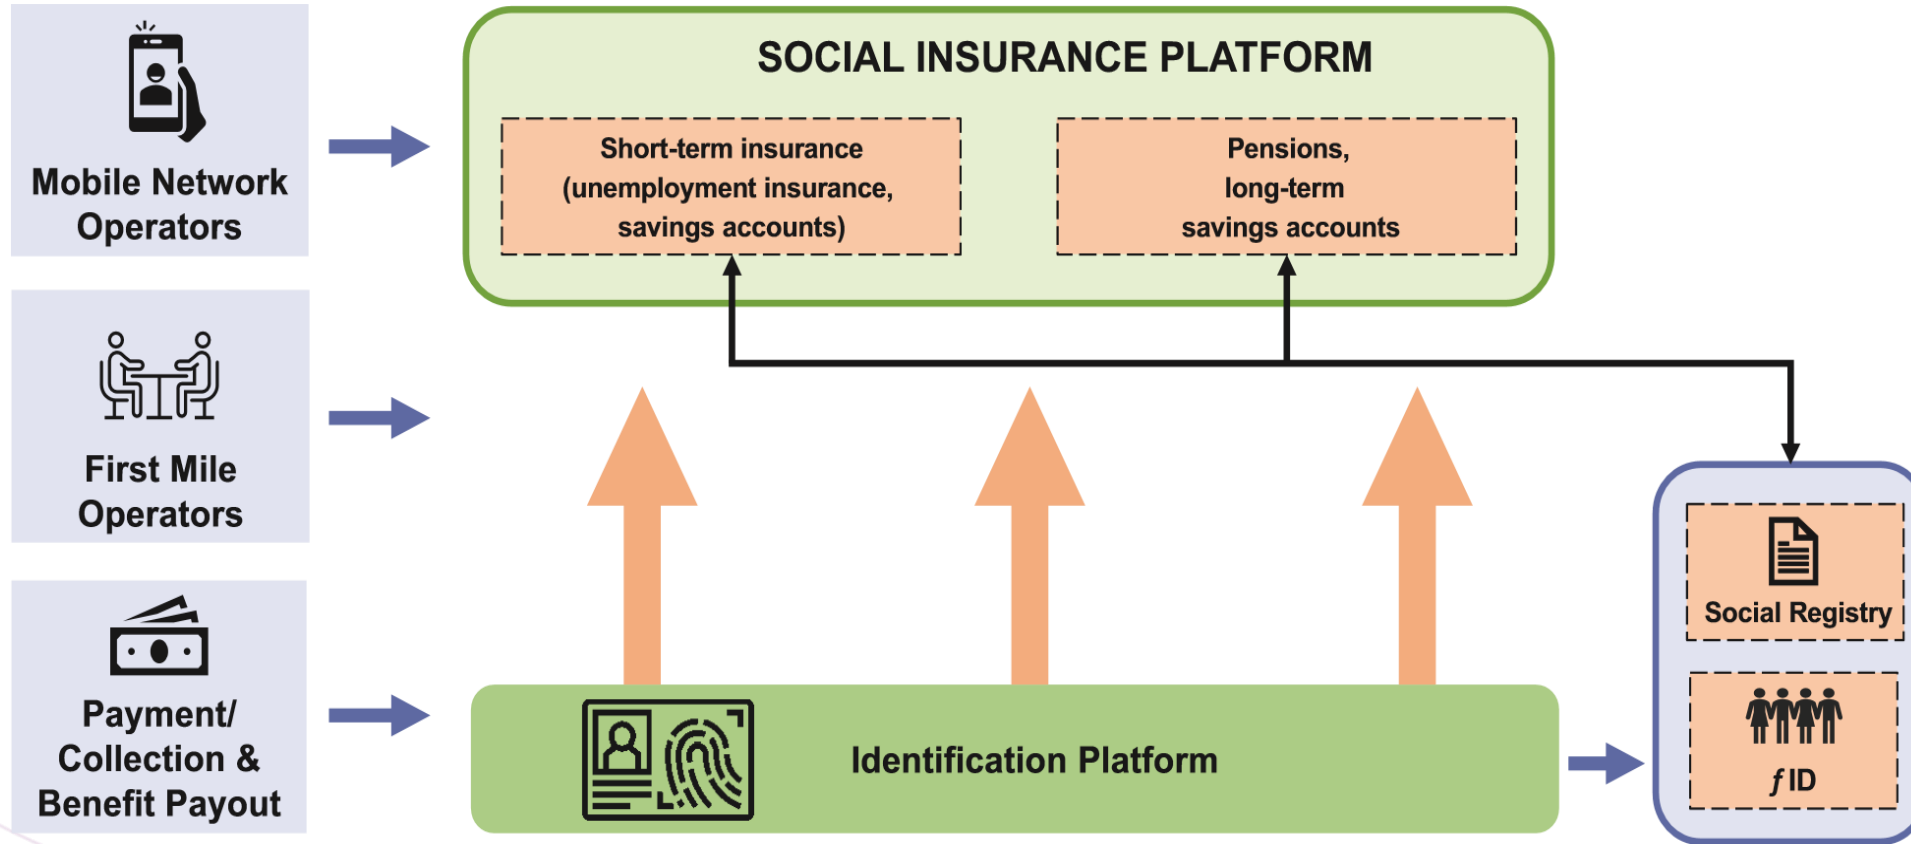 SOCIAL INSURANCE PLATFORM
Short-term insurance
(unemployment insurance,
savings accounts)
Pensions,
long-term
savings accounts
Mobile Network
Operators
First Mile
Operators
Payment/
Collection &
Benefit Payout
Identification Platform
Social Registry
ƒ ID